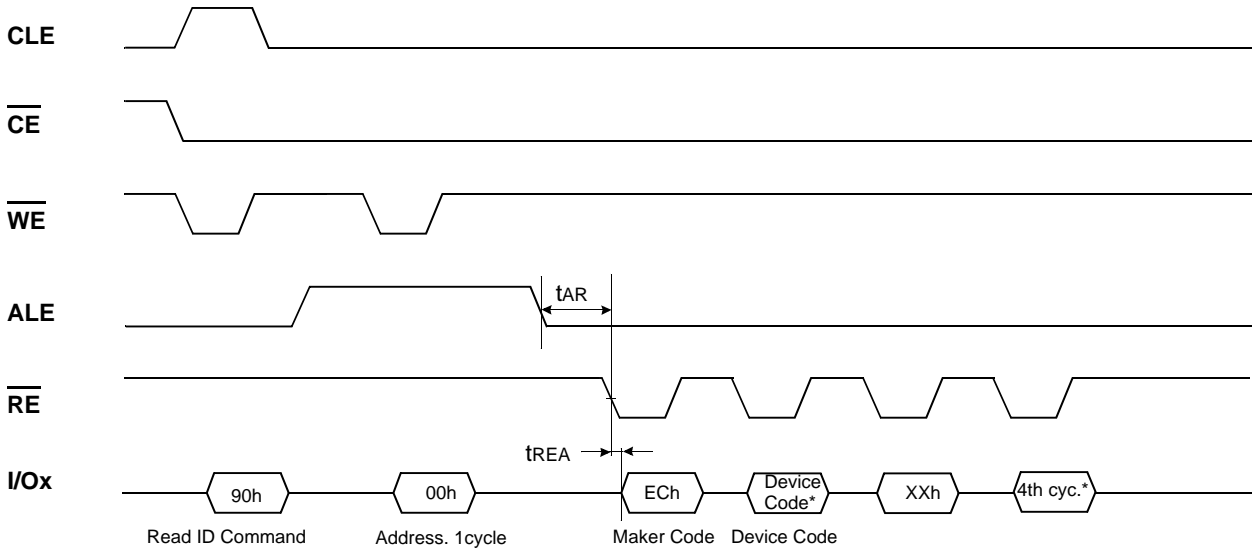 CLE
CE
WE
ALE
tAR
RE
tREA
I/Ox
90h
00h
ECh
Device
Code*
XXh
4th cyc.*
Read ID Command
Address. 1cycle
Maker Code
Device Code